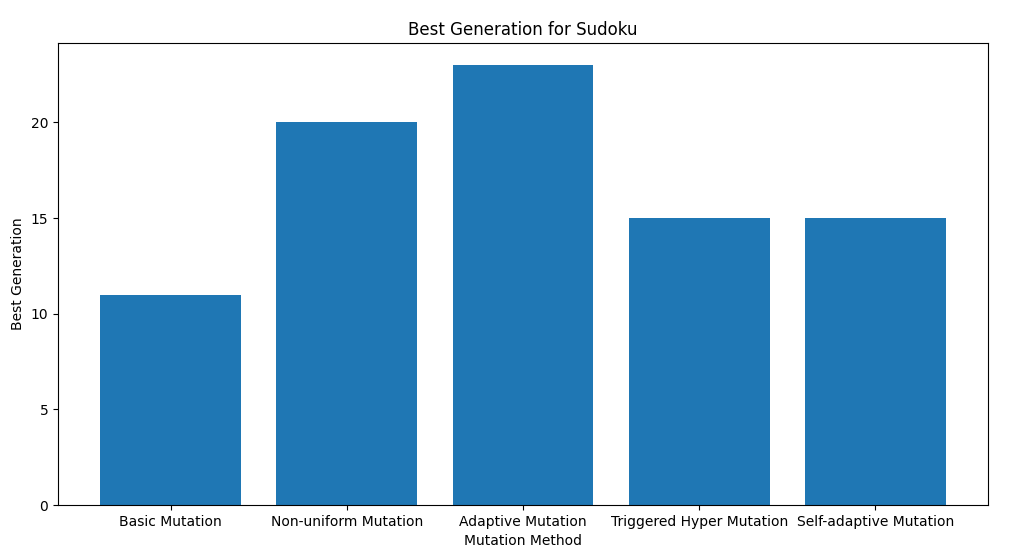 Best Generation for Sudoku
Best Generation
20
15
10
5
0
Basic Mutation
Non-uniform Mutation
Adaptive Mutation
Triggered Hyper Mutation
Self-adaptive Mutation
Mutation Method